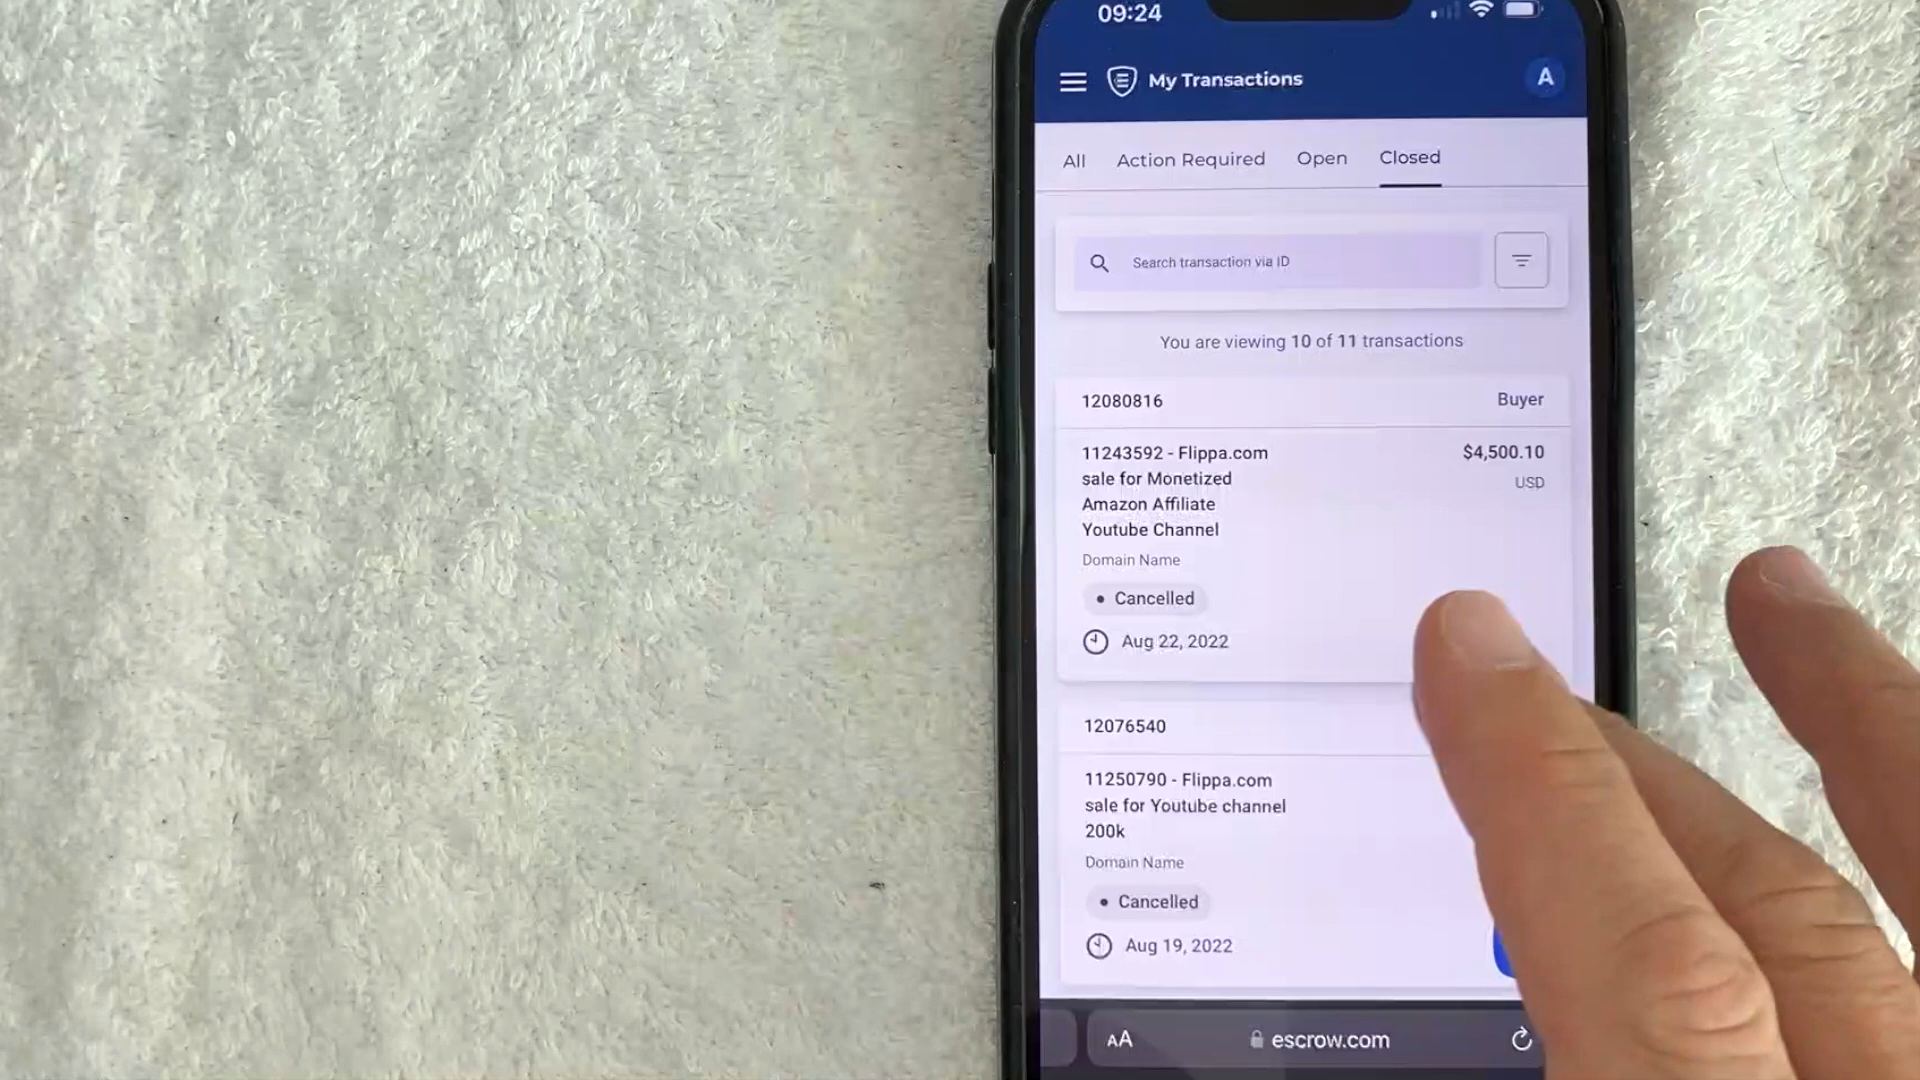 09:24
My Transactions
A
All
Action Required
Open
Closed
Search transaction via ID
You are viewing 10 of 11 transactions
12080816
Buyer
11243592 - Flippa.com
$4,500.10
sale for Monetized
USD
Amazon Affiliate
Youtube Channel
Domain Name
• Cancelled
Aug 22, 2022
12076540
11250790 - Flippa.com
sale for Youtube channel
200k
Domain Name
• Cancelled
Aug 19, 2022
AA
escrow.com